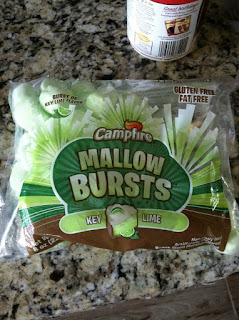 BURST OF
KEY LIME FLAVOR
GLUTEN FREE
FAT FREE
Campfire
MALLOW
BURSTS
KEY LIME